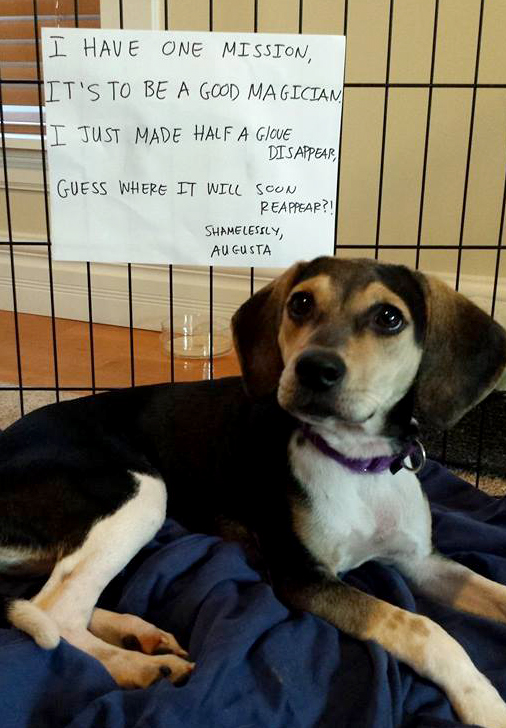 I HAVE ONE MISSION,
IT'S TO BE A GOOD MAGICIAN.
I JUST MADE HALF A GLOVE
DISAPPEAR,
GUESS WHERE IT WILL SOON
REAPPEAR?!
SHAMELESSLY,
AUGUSTA